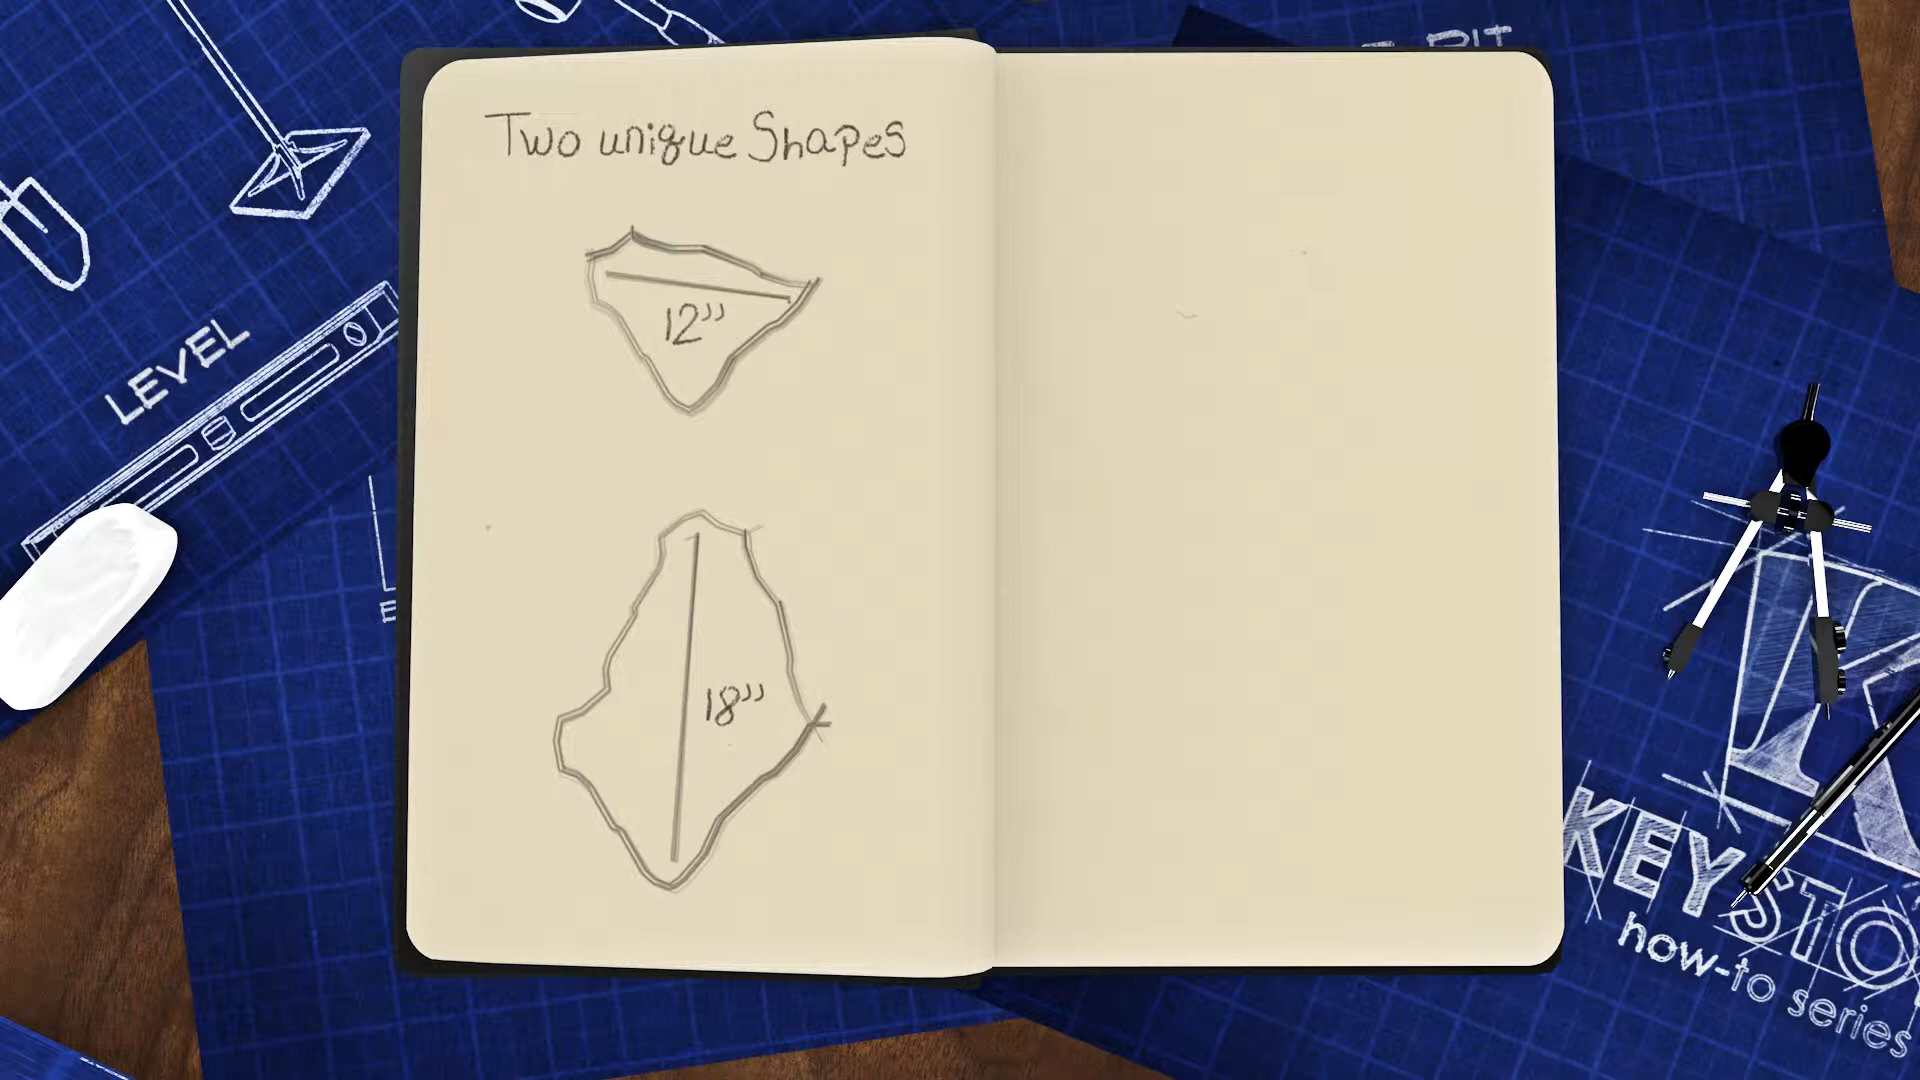 Two unique Shapes
12"
18"
LEVEL
KEYSTO
how-to series